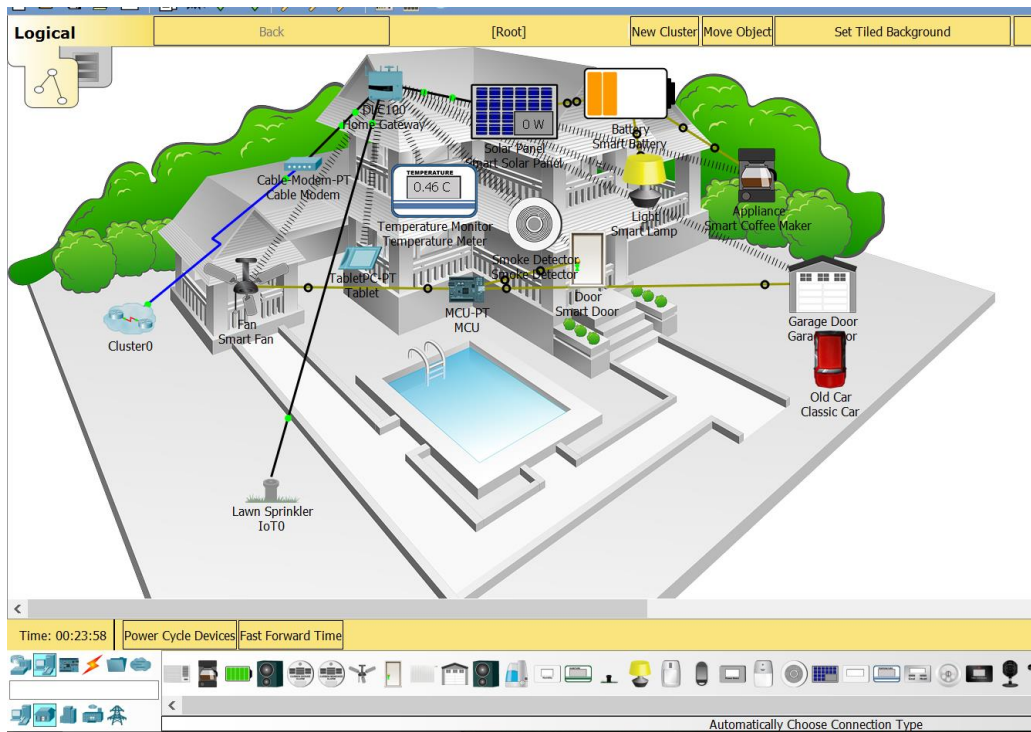 Logical
Back
[Root]
New Cluster
Move Object
Set Tiled Background
Home Gateway
0 W
Solar Panel
Smart Solar Panel
Battery
Smart Battery
Cable-Modem-PT
Cable Modem
TEMPERATURE
0.46 C
Temperature Monitor
Temperature Meter
Light
Smart Lamp
Appliance
Smart Coffee Maker
Smoke Detector
Smoke Detector
TabletPC-PT
Tablet
MCU-PT
MCU
Door
Smart Door
Fan
Smart Fan
Cluster0
Garage Door
Old Car
Classic Car
Lawn Sprinkler
IoT0
Time: 00:23:58
Power Cycle Devices
Fast Forward Time
Automatically Choose Connection Type